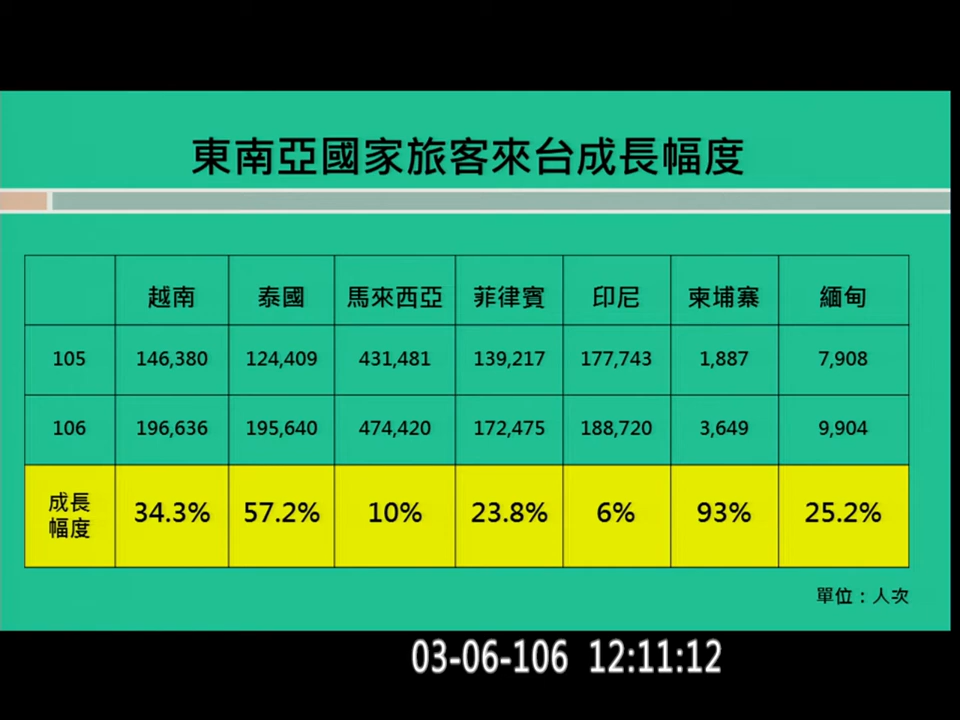 東南亞國家旅客來台成長幅度
越南 泰國 馬來西亞 菲律賓 印尼 柬埔寨 緬甸
105 146,380 124,409 431,481 139,217 177,743 1,887 7,908
106 196,636 195,640 474,420 172,475 188,720 3,649 9,904
成長
幅度 34.3% 57.2% 10% 23.8% 6% 93% 25.2%
單位：人次
03-06-106 12:11:12